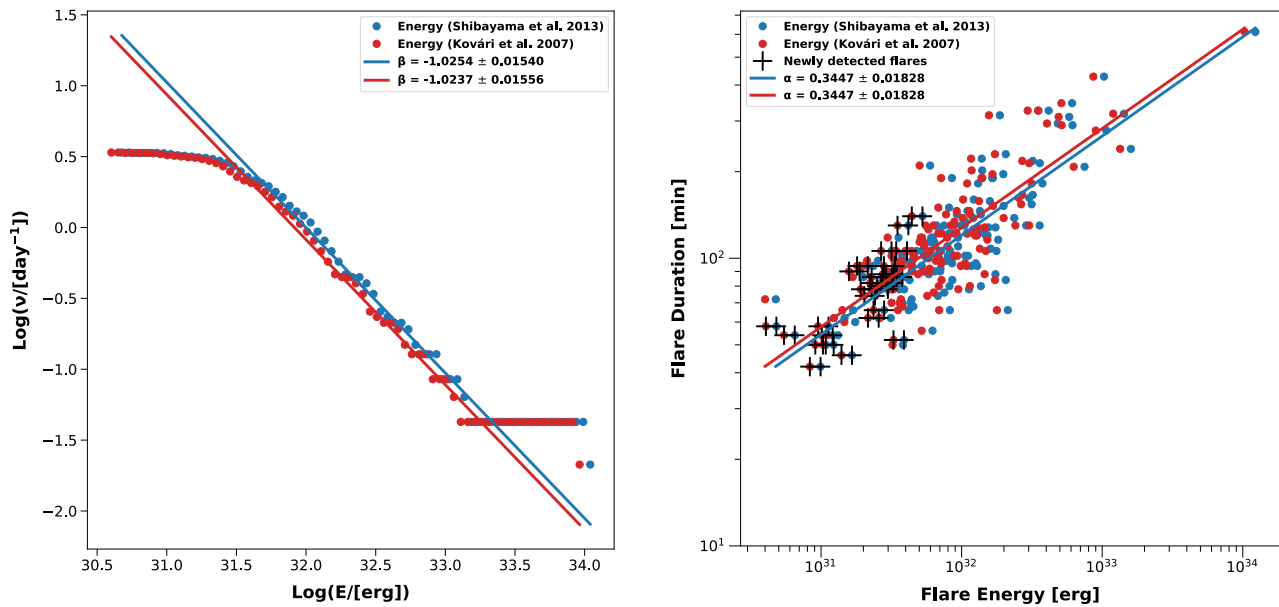 1.5
1.0
0.5
0.0
−0.5
−1.0
−1.5
−2.0
Log(ν/[day⁻¹])
30.5 31.0 31.5 32.0 32.5 33.0 33.5 34.0
Log(E/[erg])
Energy (Shibayama et al. 2013)
Energy (Kovári et al. 2007)
β = -1.0254 ± 0.01540
β = -1.0237 ± 0.01556
Energy (Shibayama et al. 2013)
Energy (Kovári et al. 2007)
Newly detected flares
α = 0.3447 ± 0.01828
α = 0.3447 ± 0.01828
10²
10¹
Flare Duration [min]
10³¹ 10³² 10³³ 10³⁴
Flare Energy [erg]